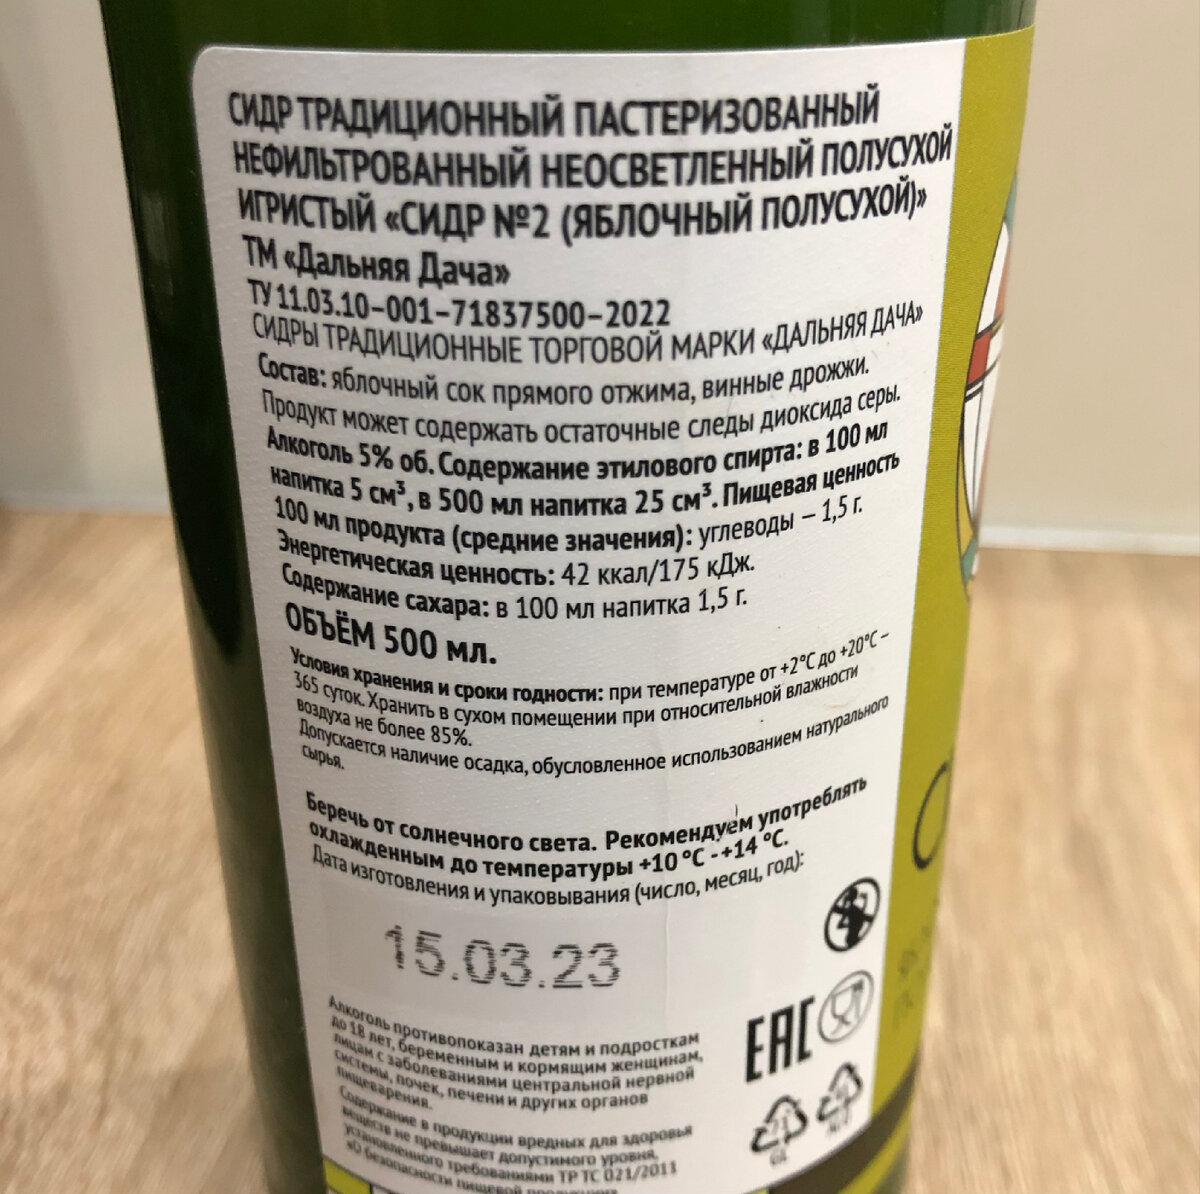 СИДР ТРАДИЦИОННЫЙ ПАСТЕРИЗОВАННЫЙ
НЕФИЛЬТРОВАННЫЙ НЕОСВЕТЛЕННЫЙ ПОЛУСУХОЙ
ИГРИСТЫЙ «СИДР №2 (ЯБЛОЧНЫЙ ПОЛУСУХОЙ)»
ТМ «Дальняя Дача»
ТУ 11.03.10-001-71837500-2022
СИДРЫ ТРАДИЦИОННЫЕ ТОРГОВОЙ МАРКИ «ДАЛЬНЯЯ ДАЧА»
Состав: яблочный сок прямого отжима, винные дрожжи.
Продукт может содержать остаточные следы диоксида серы.
Алкоголь 5% об. Содержание этилового спирта: в 100 мл
напитка 5 см³, в 500 мл напитка 25 см³. Пищевая ценность
100 мл продукта (средние значения): углеводы – 1,5 г.
Энергетическая ценность: 42 ккал/175 кДж.
Содержание сахара: в 100 мл напитка 1,5 г.
ОБЪЁМ 500 мл.
Условия хранения и сроки годности: при температуре от +2°С до +20°С –
365 суток. Хранить в сухом помещении при относительной влажности
воздуха не более 85%.
Допускается наличие осадка, обусловленное использованием натурального
сырья.
Беречь от солнечного света. Рекомендуем употреблять
охлажденным до температуры +10 °С -+14 °С.
Дата изготовления и упаковывания (число, месяц, год):
15.03.23
Алкоголь противопоказан детям и подросткам
до 18 лет, беременным и кормящим женщинам,
лицам с заболеваниями центральной нервной
системы, почек, печени и других органов
пищеварения.
Содержание в продукции вредных для здоровья
веществ не превышает допустимого уровня,
установленного требованиями ТР ТС 021/2011
«О безопасности пищевой продукции»
EAC
GL